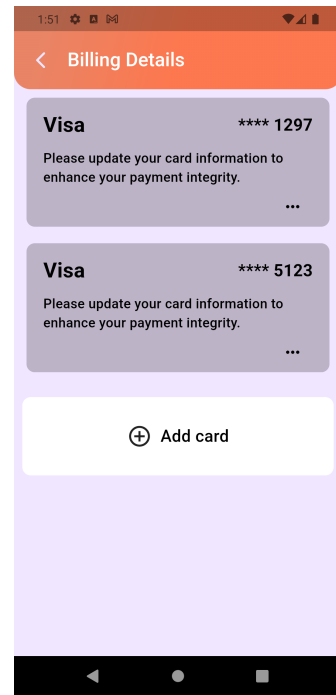 1:51
Billing Details
Visa **** 1297
Please update your card information to
enhance your payment integrity.
...
Visa **** 5123
Please update your card information to
enhance your payment integrity.
...
Add card